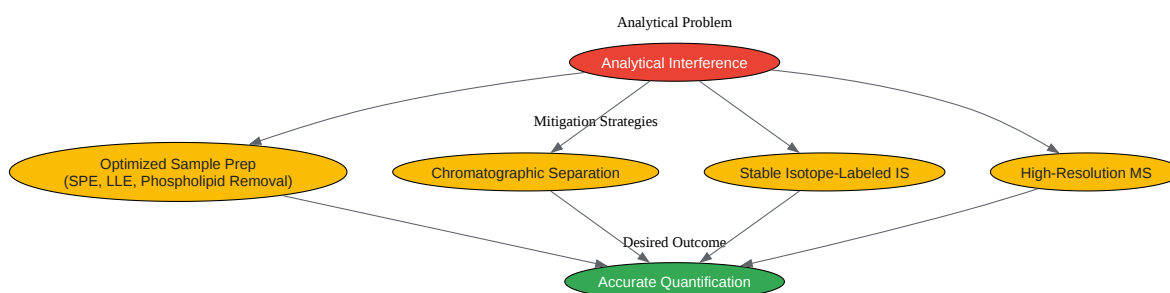 Analytical Problem
Analytical Interference
Mitigation Strategies
Optimized Sample Prep
(SPE, LLE, Phospholipid Removal)
Chromatographic Separation
Stable Isotope-Labeled IS
High-Resolution MS
Desired Outcome
Accurate Quantification